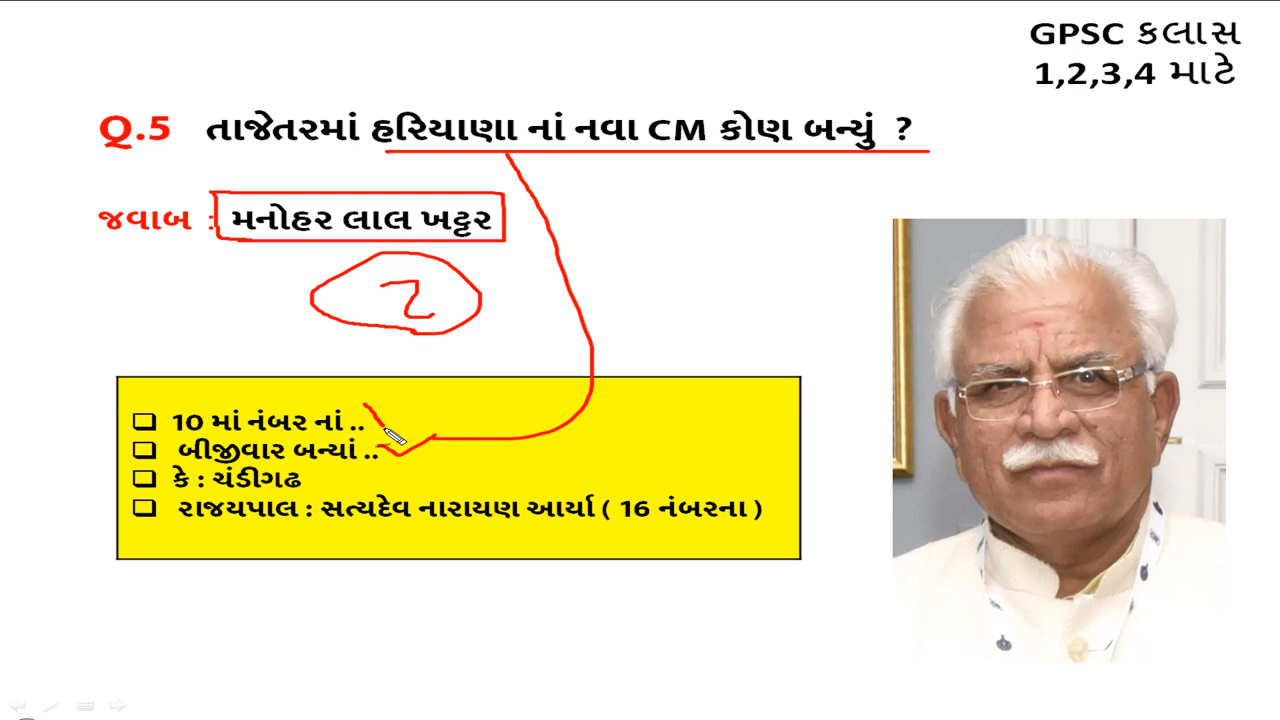 GPSC કલાસ
1,2,3,4 માટે
Q.5 તાજેતરમાં હરિયાણા નાં નવા CM કોણ બન્યું ?
જવાબ : મનોહર લાલ ખટ્ટર
2
❑ 10 માં નંબર નાં ..
❑ બીજીવાર બન્યાં ..
❑ કે : ચંડીગઢ
❑ રાજયપાલ : સત્યદેવ નારાયણ આર્યા ( 16 નંબરના )